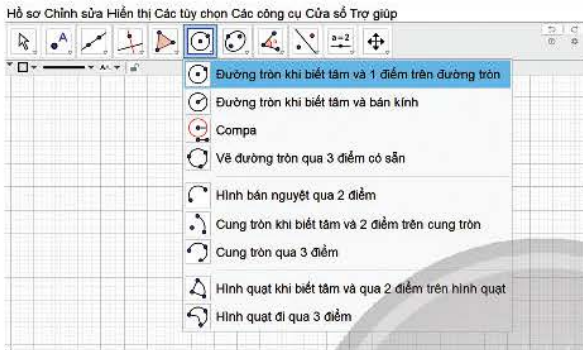 Hồ sơ Chỉnh sửa Hiển thị Các tùy chọn Các công cụ Cửa sổ Trợ giúp
A
a=2
Đường tròn khi biết tâm và 1 điểm trên đường tròn
Đường tròn khi biết tâm và bán kính
Compa
Vẽ đường tròn qua 3 điểm có sẵn
Hình bán nguyệt qua 2 điểm
Cung tròn khi biết tâm và 2 điểm trên cung tròn
Cung tròn qua 3 điểm
Hình quạt khi biết tâm và qua 2 điểm trên hình quạt
Hình quạt đi qua 3 điểm